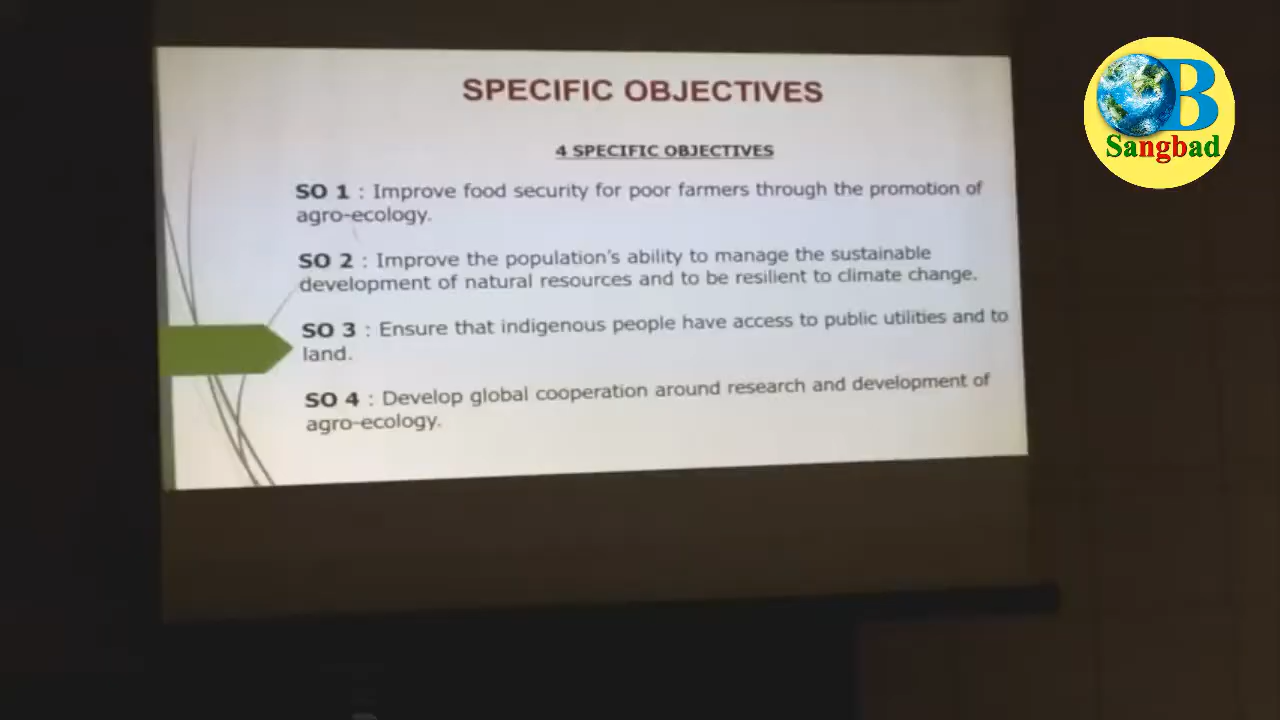 SPECIFIC OBJECTIVES
4 SPECIFIC OBJECTIVES
SO 1 : Improve food security for poor farmers through the promotion of
agro-ecology.
SO 2 : Improve the population's ability to manage the sustainable
development of natural resources and to be resilient to climate change.
SO 3 : Ensure that indigenous people have access to public utilities and to
land.
SO 4 : Develop global cooperation around research and development of
agro-ecology.
B
Sangbad